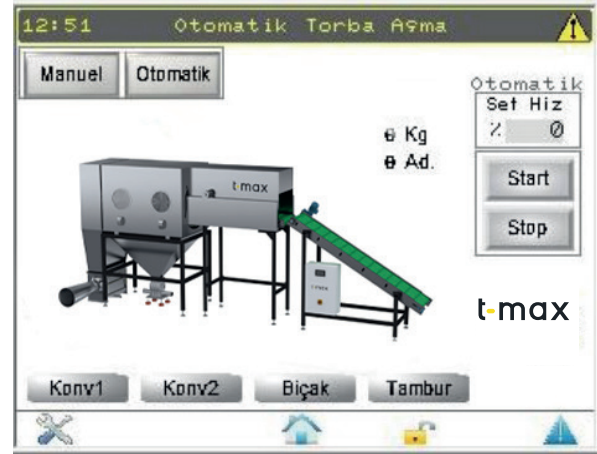 12:51 Otomatik Torba Açma
Manuel Otomatik
Otomatik
Set Hiz
% 0
0 Kg
0 Ad.
Start
Stop
t-max
t-max
Konv1 Konv2 Biçak Tambur